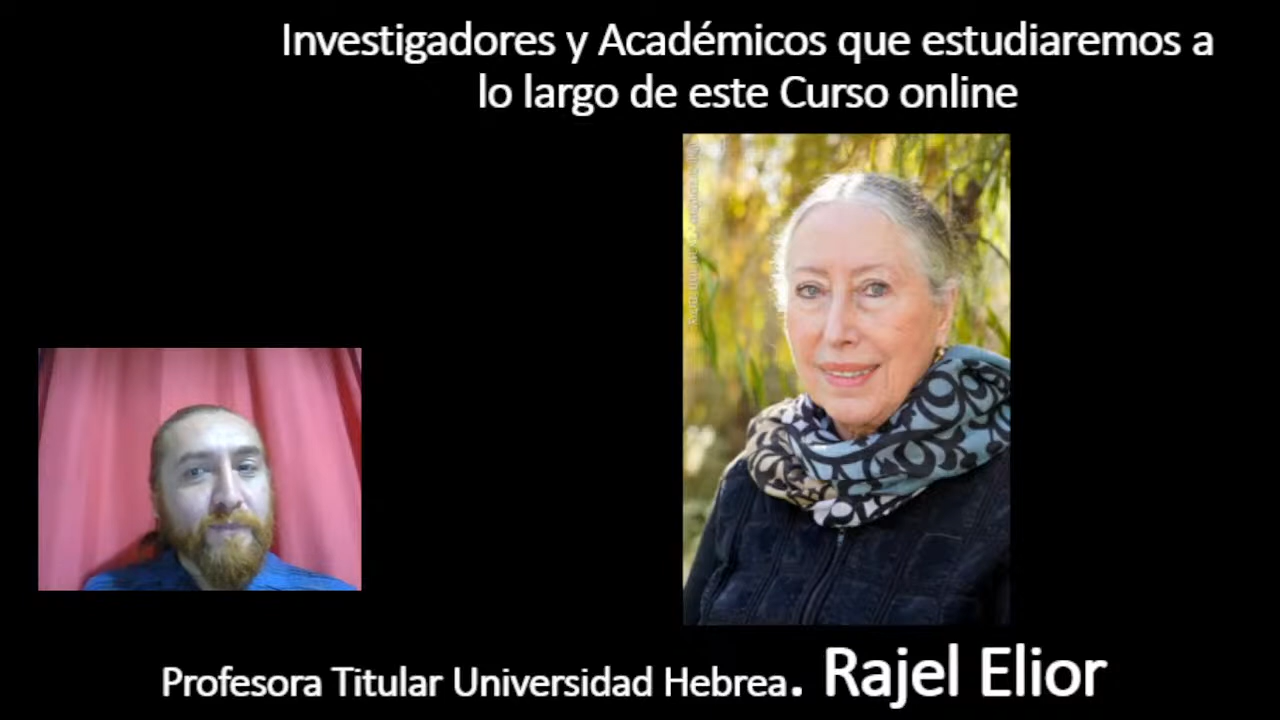 Investigadores y Académicos que estudiaremos a
lo largo de este Curso online
Profesora Titular Universidad Hebrea. Rajel Elior